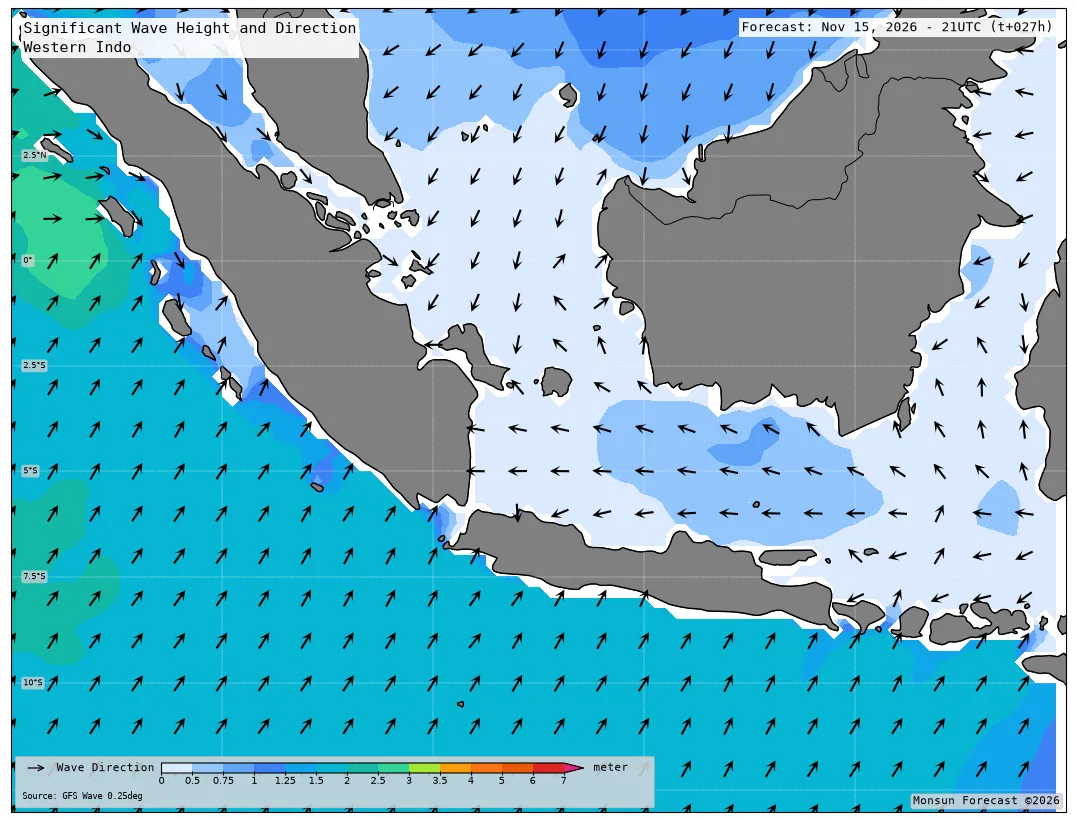 Significant Wave Height and Direction
Western Indo
Forecast: Nov 15, 2026 - 21UTC (t+027h)
2.5°N
0°
2.5°S
5°S
7.5°S
10°S
Wave Direction
0 0.5 0.75 1 1.25 1.5 2 2.5 3 3.5 4 5 6 7
meter
Source: GFS Wave 0.25deg
Monsun Forecast ©2026